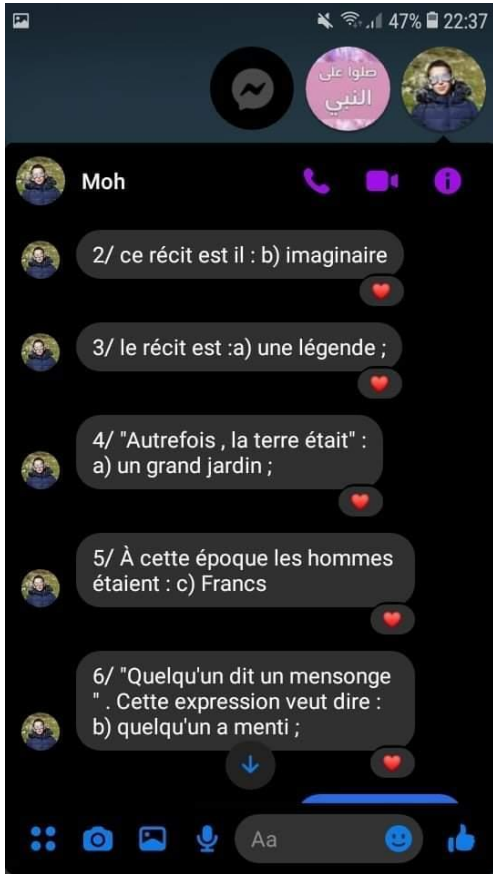 47% 22:37
صلوا على
النبي
Moh
2/ ce récit est il : b) imaginaire
3/ le récit est :a) une légende ;
4/ "Autrefois , la terre était" :
a) un grand jardin ;
5/ À cette époque les hommes
étaient : c) Francs
6/ "Quelqu'un dit un mensonge
" . Cette expression veut dire :
b) quelqu'un a menti ;
Aa